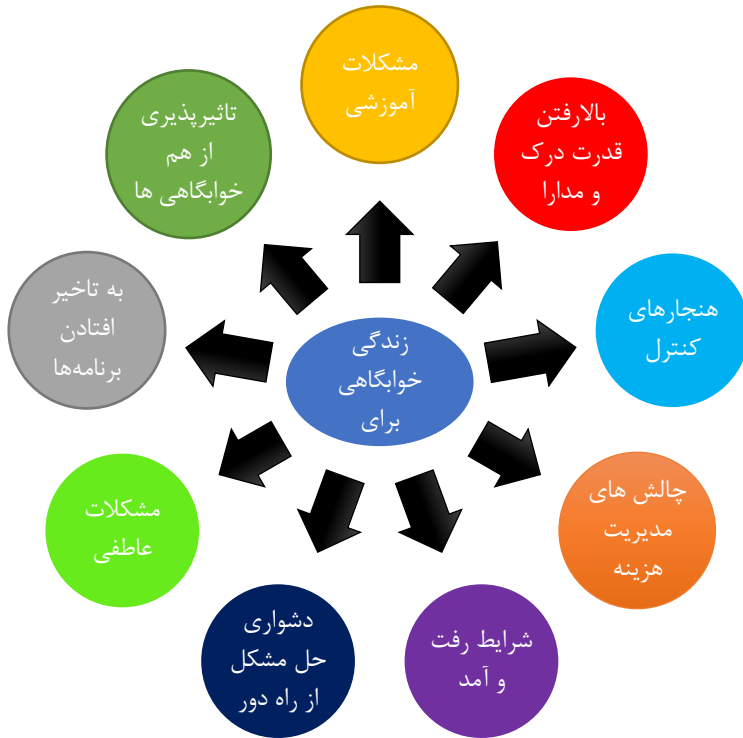 مشکلات
آموزشی
بالارفتن
قدرت درک
و مدارا
هنجارهای
کنترل
چالش های
مدیریت
هزینه
شرایط رفت
و آمد
دشواری
حل مشکل
از راه دور
مشکلات
عاطفی
به تاخیر
افتادن
برنامه‌ها
تاثیرپذیری
از هم
خوابگاهی ها
زندگی
خوابگاهی
برای